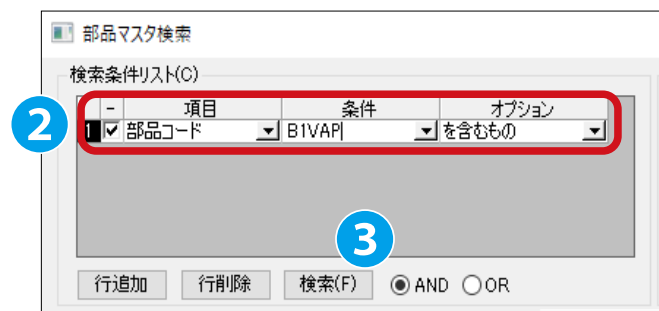 部品マスタ検索
検索条件リスト(C)
- 項目 条件 オプション
2 1 部品コード B1VAP を含むもの
3
行追加 行削除 検索(F) AND OR